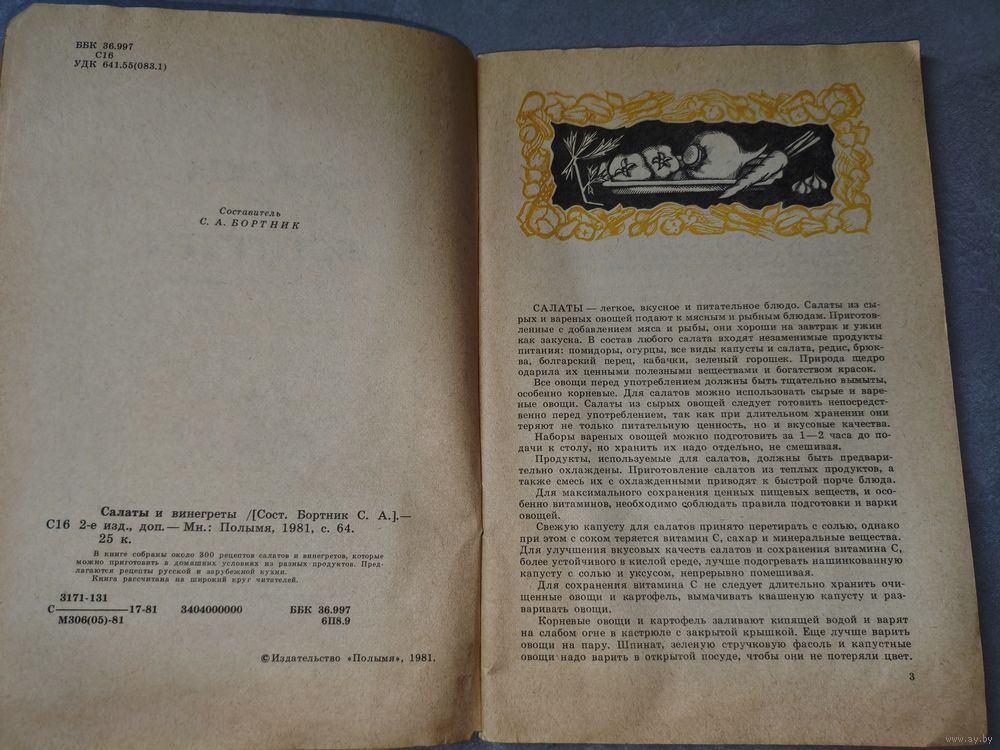 ББК 36.997
С16
УДК 641.55(083.1)
Составитель
С. А. БОРТНИК
Салаты и винегреты /[Сост. Бортник С. А.].—
С16 2-е изд., доп.— Мн.: Полымя, 1981, с. 64.
25 к.
В книге собраны около 300 рецептов салатов и винегретов, которые
можно приготовить в домашних условиях из разных продуктов. Пред-
лагаются рецепты русской и зарубежной кухни.
Книга рассчитана на широкий круг читателей.
3171-131
С ———— 17-81 3404000000 ББК 36.997
М306(05)-81 6П8.9
© Издательство «Полымя», 1981.
САЛАТЫ — легкое, вкусное и питательное блюдо. Салаты из сы-
рых и вареных овощей подают к мясным и рыбным блюдам. Приготов-
ленные с добавлением мяса и рыбы, они хороши на завтрак и ужин
как закуска. В состав любого салата входят незаменимые продукты
питания: помидоры, огурцы, все виды капусты и салата, редис, брюк-
ва, болгарский перец, кабачки, зеленый горошек. Природа щедро
одарила их ценными полезными веществами и богатством красок.
Все овощи перед употреблением должны быть тщательно вымыты,
особенно корневые. Для салатов можно использовать сырые и варе-
ные овощи. Салаты из сырых овощей следует готовить непосредст-
венно перед употреблением, так как при длительном хранении они
теряют не только питательную ценность, но и вкусовые качества.
Наборы вареных овощей можно подготовить за 1—2 часа до по-
дачи к столу, но хранить их надо отдельно, не смешивая.
Продукты, используемые для салатов, должны быть предвари-
тельно охлаждены. Приготовление салатов из теплых продуктов, а
также смесь их с охлажденными приводят к быстрой порче блюда.
Для максимального сохранения ценных пищевых веществ, и осо-
бенно витаминов, необходимо соблюдать правила подготовки и варки
овощей.
Свежую капусту для салатов принято перетирать с солью, однако
при этом с соком теряется витамин С, сахар и минеральные вещества.
Для улучшения вкусовых качеств салатов и сохранения витамина С,
более устойчивого в кислой среде, лучше подогревать нашинкованную
капусту с солью и уксусом, непрерывно помешивая.
Для сохранения витамина С не следует длительно хранить очи-
щенные овощи и картофель, вымачивать квашеную капусту и раз-
варивать овощи.
Корневые овощи и картофель заливают кипящей водой и варят
на слабом огне в кастрюле с закрытой крышкой. Еще лучше варить
овощи на пару. Шпинат, зеленую стручковую фасоль и капустные
овощи надо варить в открытой посуде, чтобы они не потеряли цвет.
3
www.ay.by